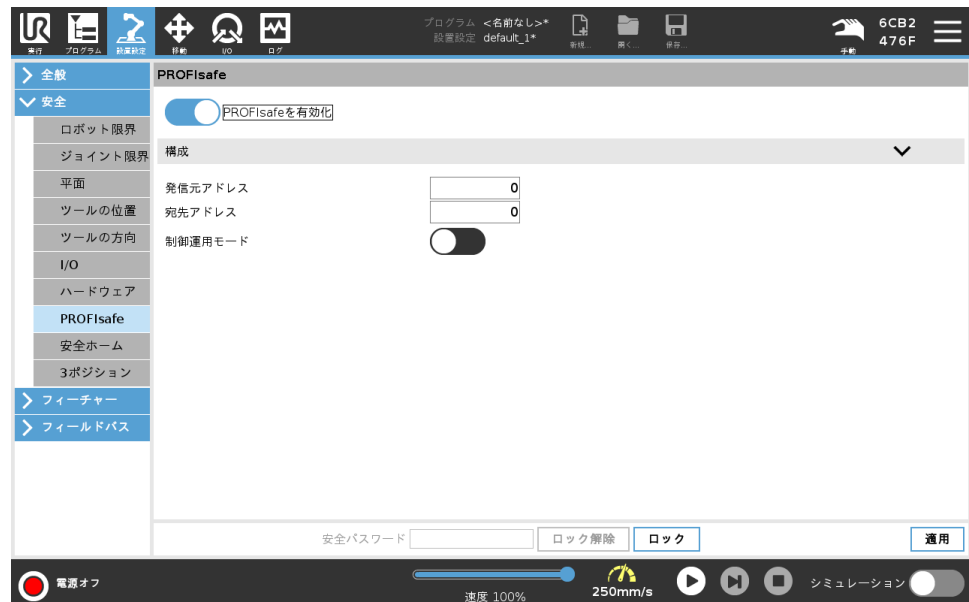 UR
実行
プログラム
設置設定
移動
I/O
ログ
プログラム <名前なし>*
設置設定 default_1*
新規...
開く...
保存...
手動
6CB2
476F
全般
安全
ロボット限界
ジョイント限界
平面
ツールの位置
ツールの方向
I/O
ハードウェア
PROFIsafe
安全ホーム
3ポジション
フィーチャー
フィールドバス
PROFIsafe
PROFIsafeを有効化
構成
発信元アドレス 0
宛先アドレス 0
制御運用モード
安全パスワード ロック解除 ロック 適用
電源オフ
速度 100%
250mm/s
シミュレーション